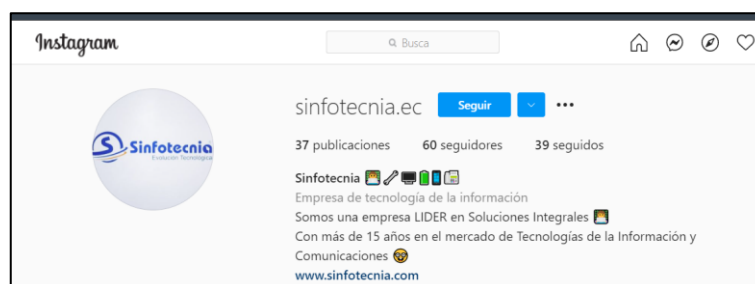 Instagram
Busca
Sinfotecnia
Evolución Tecnológica
sinfotecnia.ec Seguir
37 publicaciones 60 seguidores 39 seguidos
Sinfotecnia
Empresa de tecnología de la información
Somos una empresa LIDER en Soluciones Integrales
Con más de 15 años en el mercado de Tecnologías de la Información y
Comunicaciones
www.sinfotecnia.com